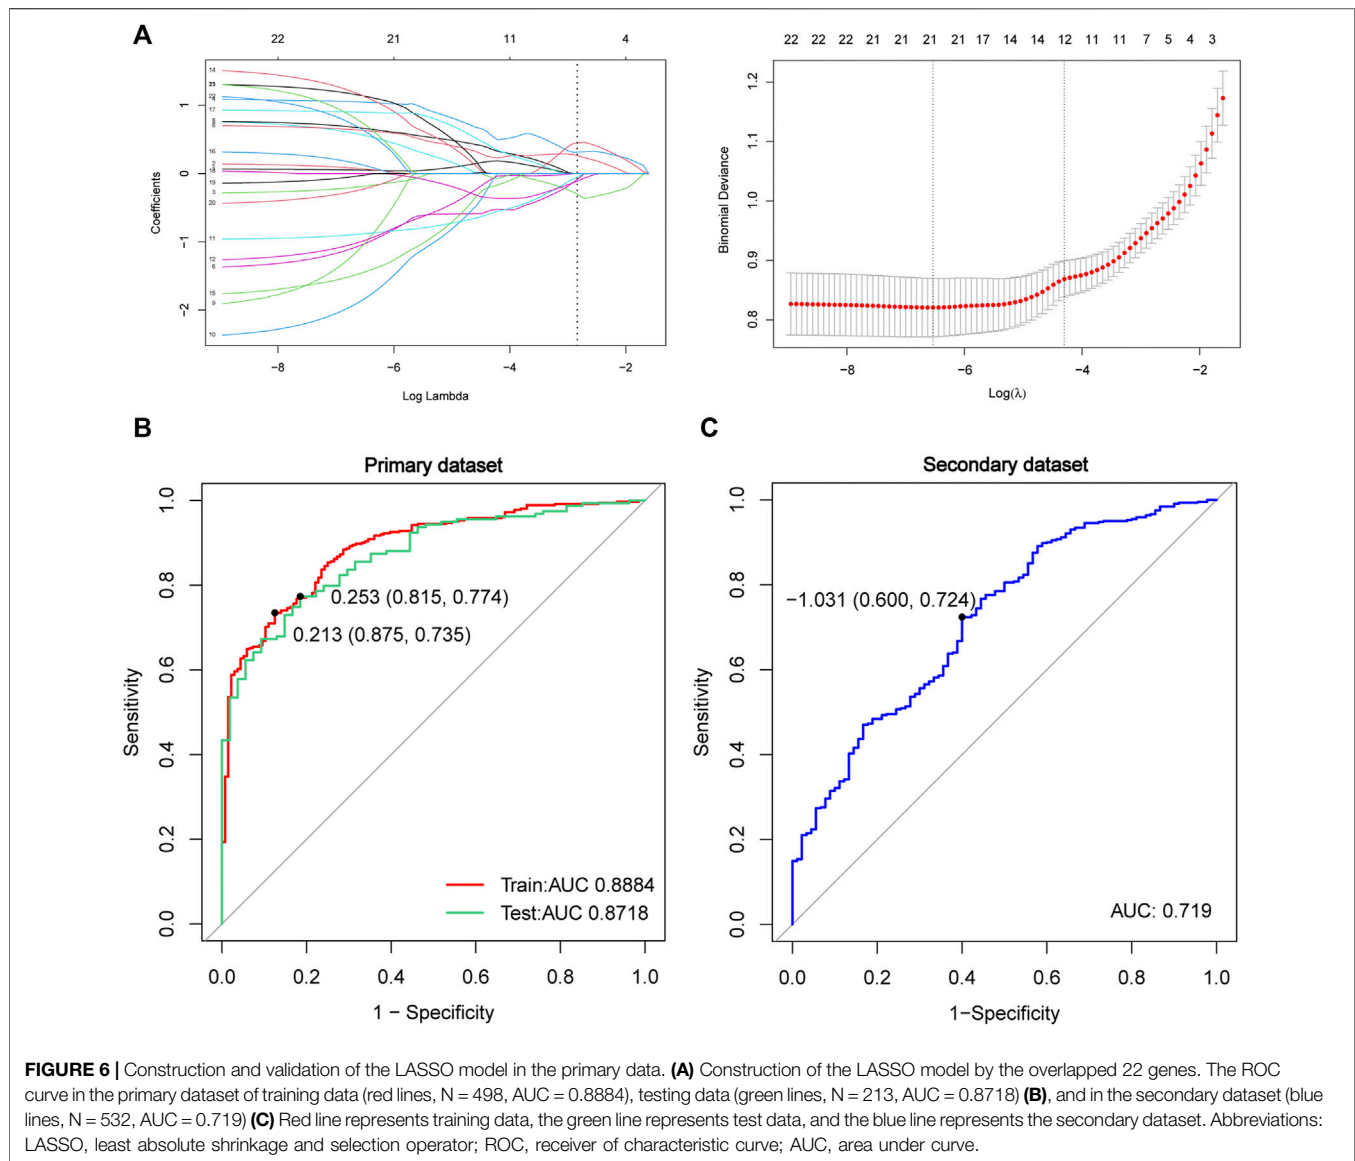 A
22 21 11 4
14
23
22
4
17
8
16
2
18
19
3
20
11
12
6
15
9
10
1
0
−1
−2
Coefficients
−8 −6 −4 −2
Log Lambda
22 22 22 21 21 21 21 17 14 14 12 11 11 7 5 4 3
1.2
1.1
1.0
0.9
0.8
Binomial Deviance
−8 −6 −4 −2
Log(λ)
B
Primary dataset
1.0
0.8
0.6
0.4
0.2
0.0
Sensitivity
0.253 (0.815, 0.774)
0.213 (0.875, 0.735)
Train:AUC 0.8884
Test:AUC 0.8718
0.0 0.2 0.4 0.6 0.8 1.0
1 − Specificity
C
Secondary dataset
1.0
0.8
0.6
0.4
0.2
0.0
Sensitivity
−1.031 (0.600, 0.724)
AUC: 0.719
0.0 0.2 0.4 0.6 0.8 1.0
1−Specificity
FIGURE 6 | Construction and validation of the LASSO model in the primary data. (A) Construction of the LASSO model by the overlapped 22 genes. The ROC
curve in the primary dataset of training data (red lines, N = 498, AUC = 0.8884), testing data (green lines, N = 213, AUC = 0.8718) (B), and in the secondary dataset (blue
lines, N = 532, AUC = 0.719) (C) Red line represents training data, the green line represents test data, and the blue line represents the secondary dataset. Abbreviations:
LASSO, least absolute shrinkage and selection operator; ROC, receiver of characteristic curve; AUC, area under curve.